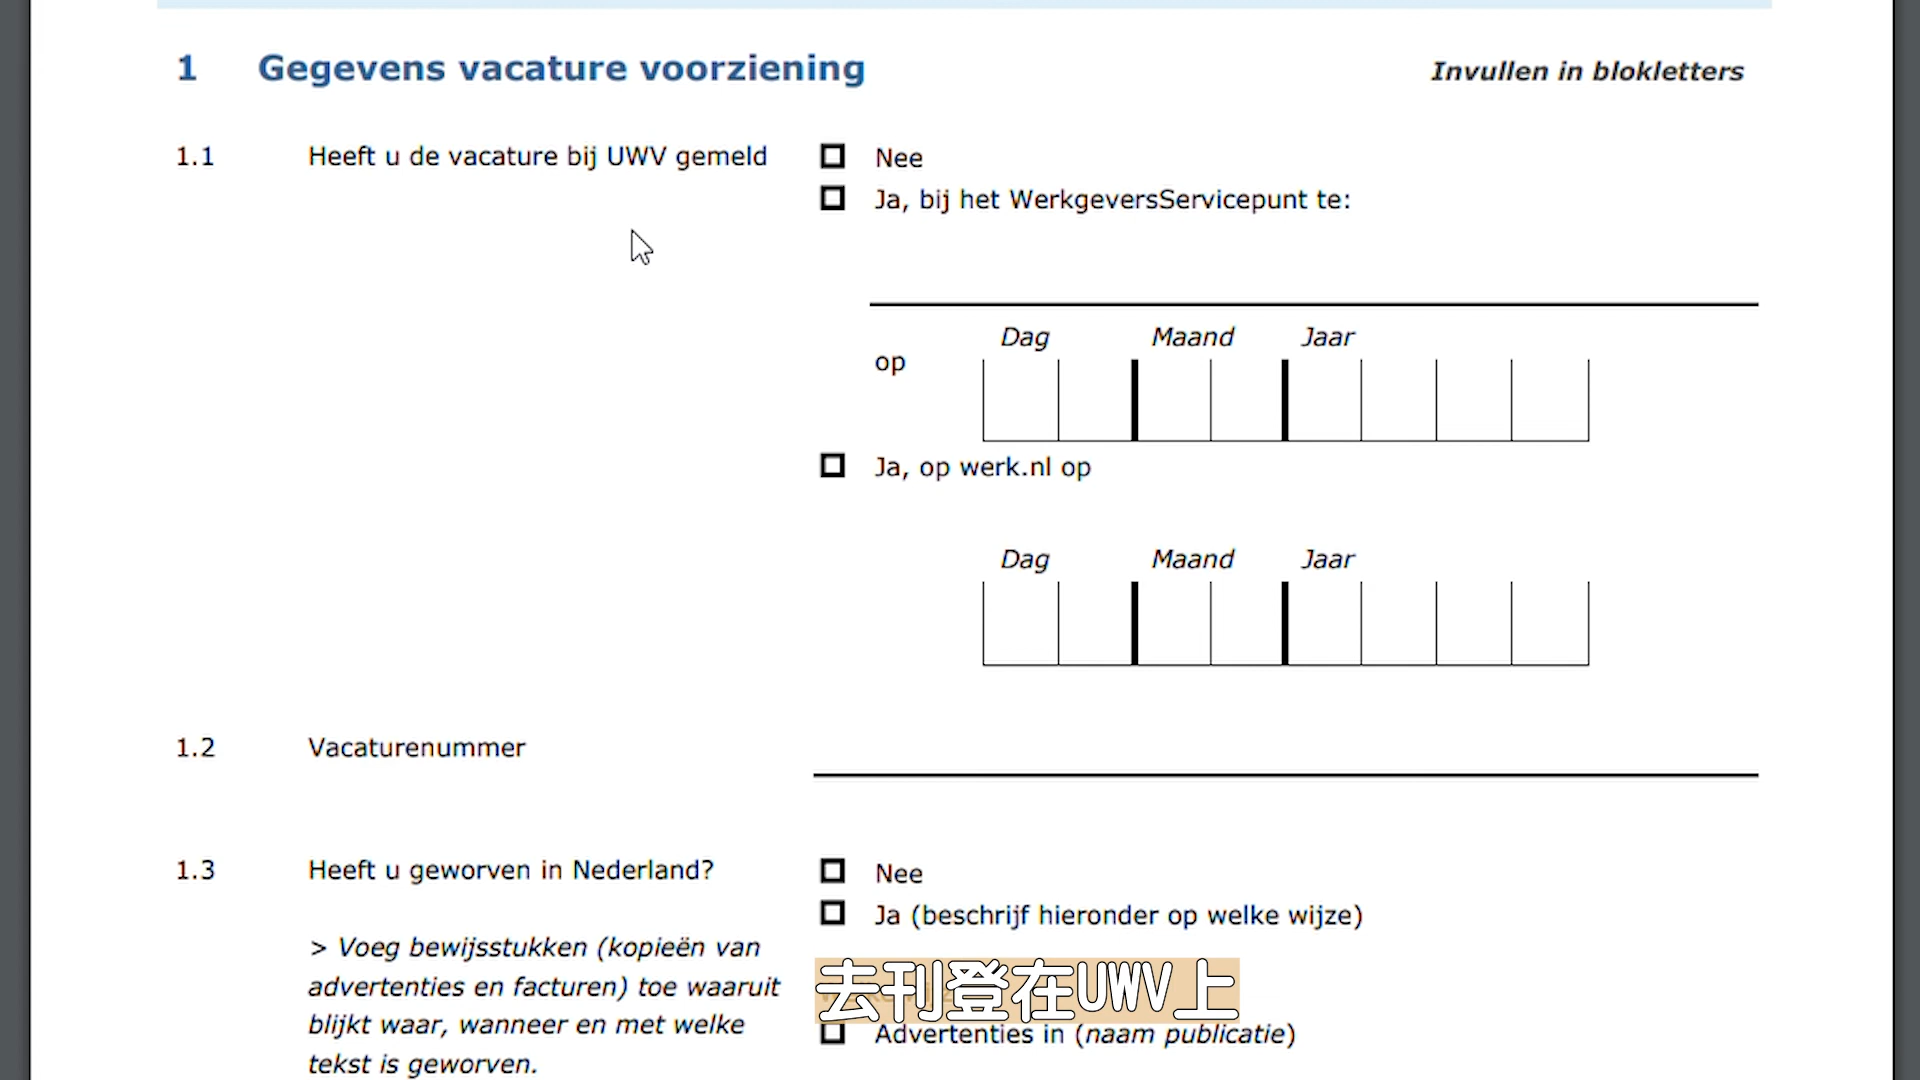 1 Gegevens vacature voorziening Invullen in blokletters
1.1 Heeft u de vacature bij UWV gemeld
Nee
Ja, bij het WerkgeversServicepunt te:
Dag Maand Jaar
op
Ja, op werk.nl op
Dag Maand Jaar
1.2 Vacaturenummer
1.3 Heeft u geworven in Nederland?
Nee
Ja (beschrijf hieronder op welke wijze)
> Voeg bewijsstukken (kopieën van
advertenties en facturen) toe waaruit
blijkt waar, wanneer en met welke
tekst is geworven.
去刊登在UWV上
Advertenties in (naam publicatie)